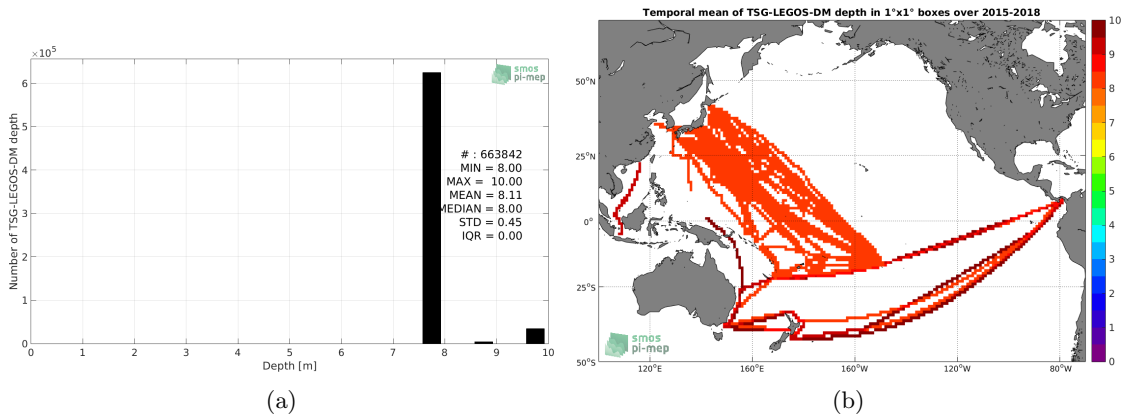 ×10⁵
6
5
4
3
2
1
0
Number of TSG-LEGOS-DM depth
smos
pi-mep
# : 663842
MIN = 8.00
MAX = 10.00
MEAN = 8.11
MEDIAN = 8.00
STD = 0.45
IQR = 0.00
0 1 2 3 4 5 6 7 8 9 10
Depth [m]
(a)
Temporal mean of TSG-LEGOS-DM depth in 1°x1° boxes over 2015-2018
50°N
25°N
0°
25°S
50°S
120°E 160°E 160°W 120°W 80°W
smos
pi-mep
10
9
8
7
6
5
4
3
2
1
0
(b)